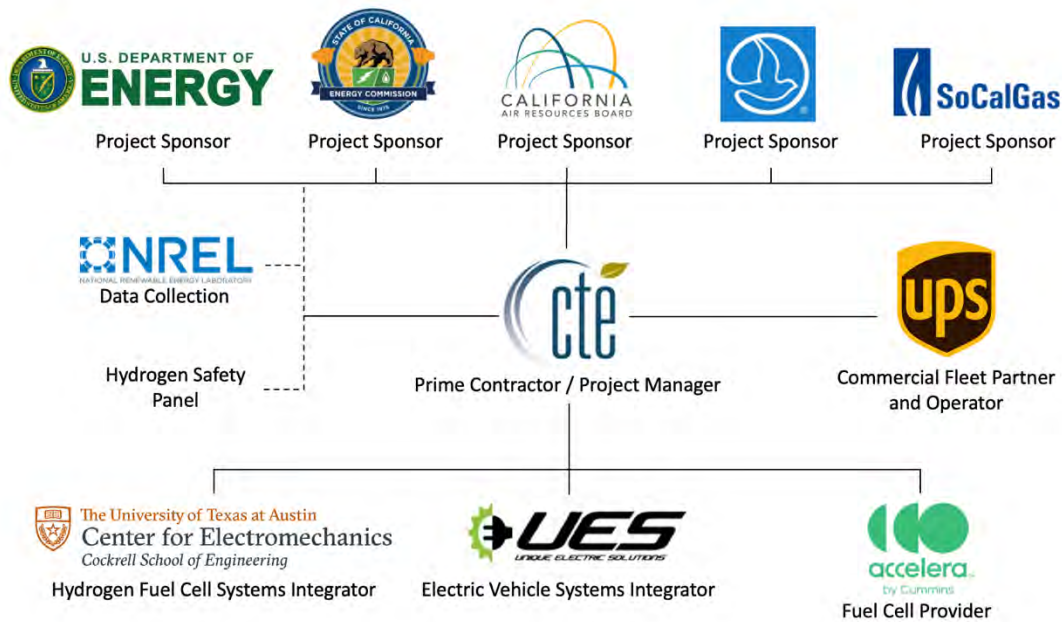 U.S. DEPARTMENT OF
ENERGY
Project Sponsor
STATE OF CALIFORNIA
ENERGY COMMISSION
SINCE 1975
Project Sponsor
CALIFORNIA
AIR RESOURCES BOARD
Project Sponsor
Project Sponsor
SoCalGas
Project Sponsor
NREL
NATIONAL RENEWABLE ENERGY LABORATORY
Data Collection
Hydrogen Safety
Panel
cte
Prime Contractor / Project Manager
ups
Commercial Fleet Partner
and Operator
The University of Texas at Austin
Center for Electromechanics
Cockrell School of Engineering
Hydrogen Fuel Cell Systems Integrator
UES
UNIQUE ELECTRIC SOLUTIONS
Electric Vehicle Systems Integrator
accelera
by Cummins
Fuel Cell Provider